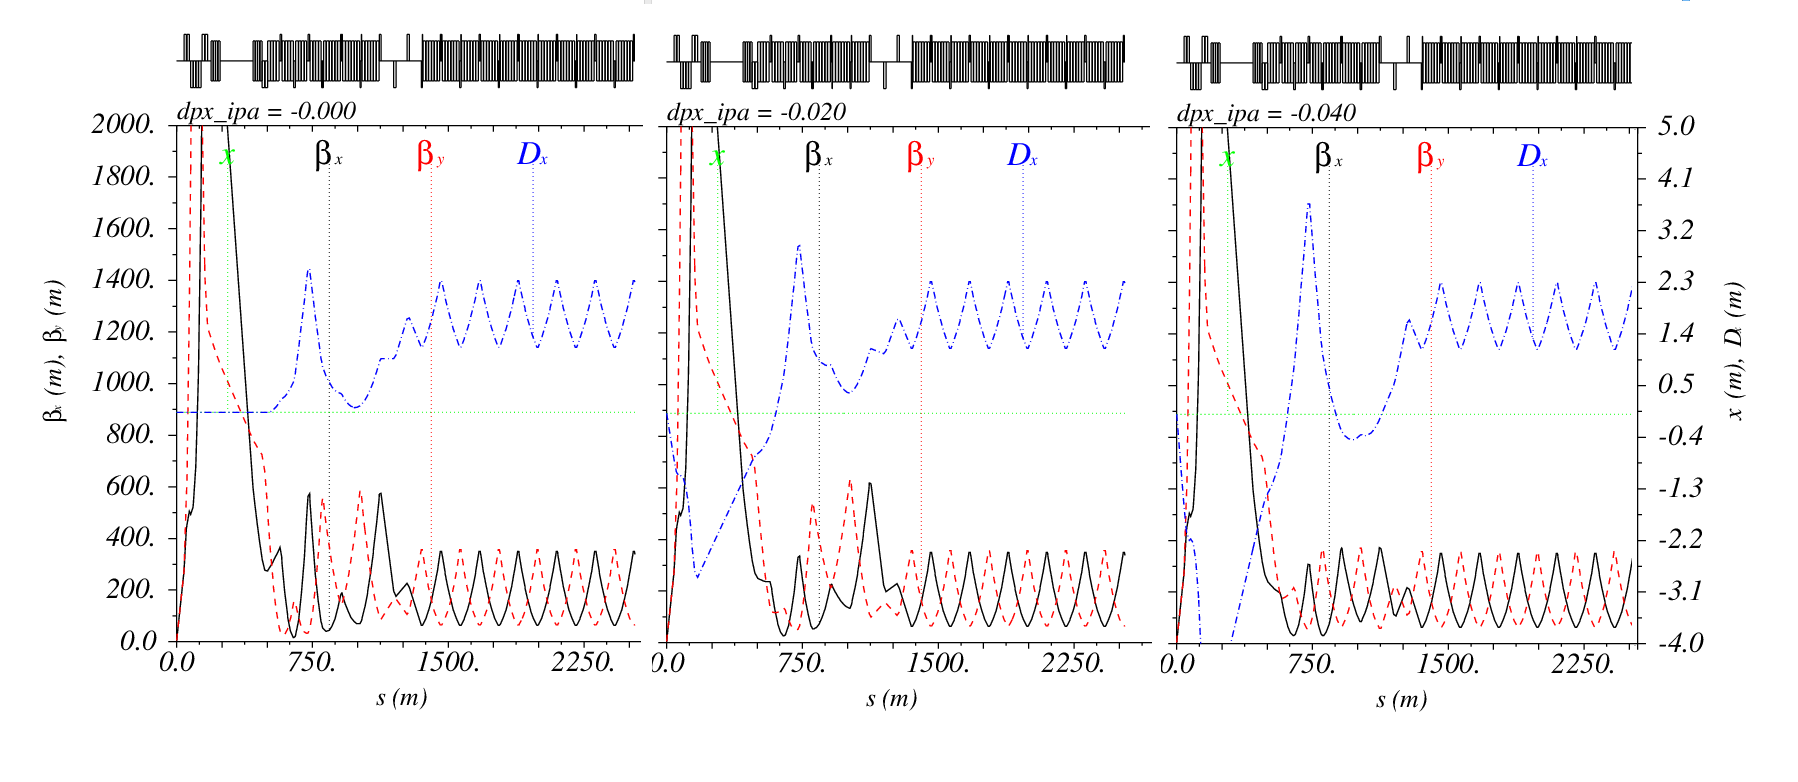 dpx_ipa = -0.000
dpx_ipa = -0.020
dpx_ipa = -0.040
x βx βy Dx
x βx βy Dx
x βx βy Dx
2000.
1800.
1600.
1400.
1200.
1000.
800.
600.
400.
200.
0.0
βx (m), βy (m)
5.0
4.1
3.2
2.3
1.4
0.5
-0.4
-1.3
-2.2
-3.1
-4.0
x (m), Dx (m)
0.0 750. 1500. 2250.
0.0 750. 1500. 2250.
0.0 750. 1500. 2250.
s (m)
s (m)
s (m)